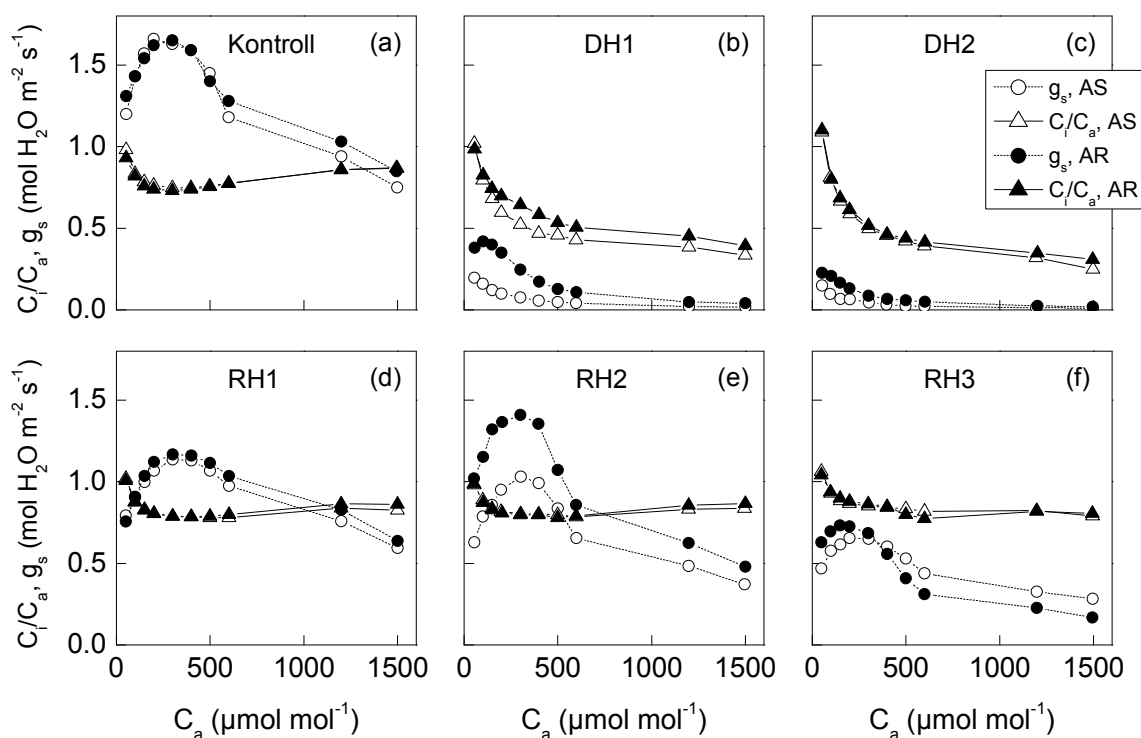 Kontroll (a)
DH1 (b)
DH2 (c)
g_s, AS
C_i/C_a, AS
g_s, AR
C_i/C_a, AR
1.5
1.0
0.5
0.0
C_i/C_a, g_s (mol H₂O m⁻² s⁻¹)
RH1 (d)
RH2 (e)
RH3 (f)
1.5
1.0
0.5
0.0
C_i/C_a, g_s (mol H₂O m⁻² s⁻¹)
0 500 1000 1500
0 500 1000 1500
0 500 1000 1500
C_a (µmol mol⁻¹)
C_a (µmol mol⁻¹)
C_a (µmol mol⁻¹)